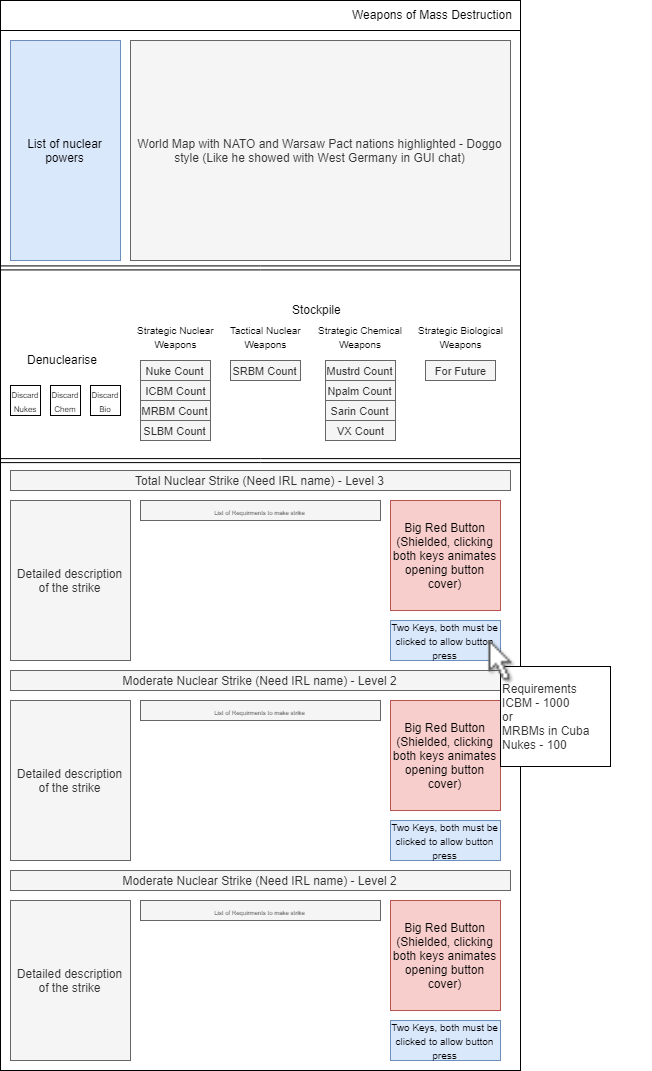 Weapons of Mass Destruction
List of nuclear
powers
World Map with NATO and Warsaw Pact nations highlighted - Doggo
style (Like he showed with West Germany in GUI chat)
Stockpile
Denuclearise
Discard
Nukes
Discard
Chem
Discard
Bio
Strategic Nuclear
Weapons
Nuke Count
ICBM Count
MRBM Count
SLBM Count
Tactical Nuclear
Weapons
SRBM Count
Strategic Chemical
Weapons
Mustrd Count
Npalm Count
Sarin Count
VX Count
Strategic Biological
Weapons
For Future
Total Nuclear Strike (Need IRL name) - Level 3
Detailed description
of the strike
List of Requirments to make strike
Big Red Button
(Shielded, clicking
both keys animates
opening button
cover)
Two Keys, both must be
clicked to allow button
press
Requirements
ICBM - 1000
or
MRBMs in Cuba
Nukes - 100
Moderate Nuclear Strike (Need IRL name) - Level 2
Detailed description
of the strike
List of Requirments to make strike
Big Red Button
(Shielded, clicking
both keys animates
opening button
cover)
Two Keys, both must be
clicked to allow button
press
Moderate Nuclear Strike (Need IRL name) - Level 2
Detailed description
of the strike
List of Requirments to make strike
Big Red Button
(Shielded, clicking
both keys animates
opening button
cover)
Two Keys, both must be
clicked to allow button
press